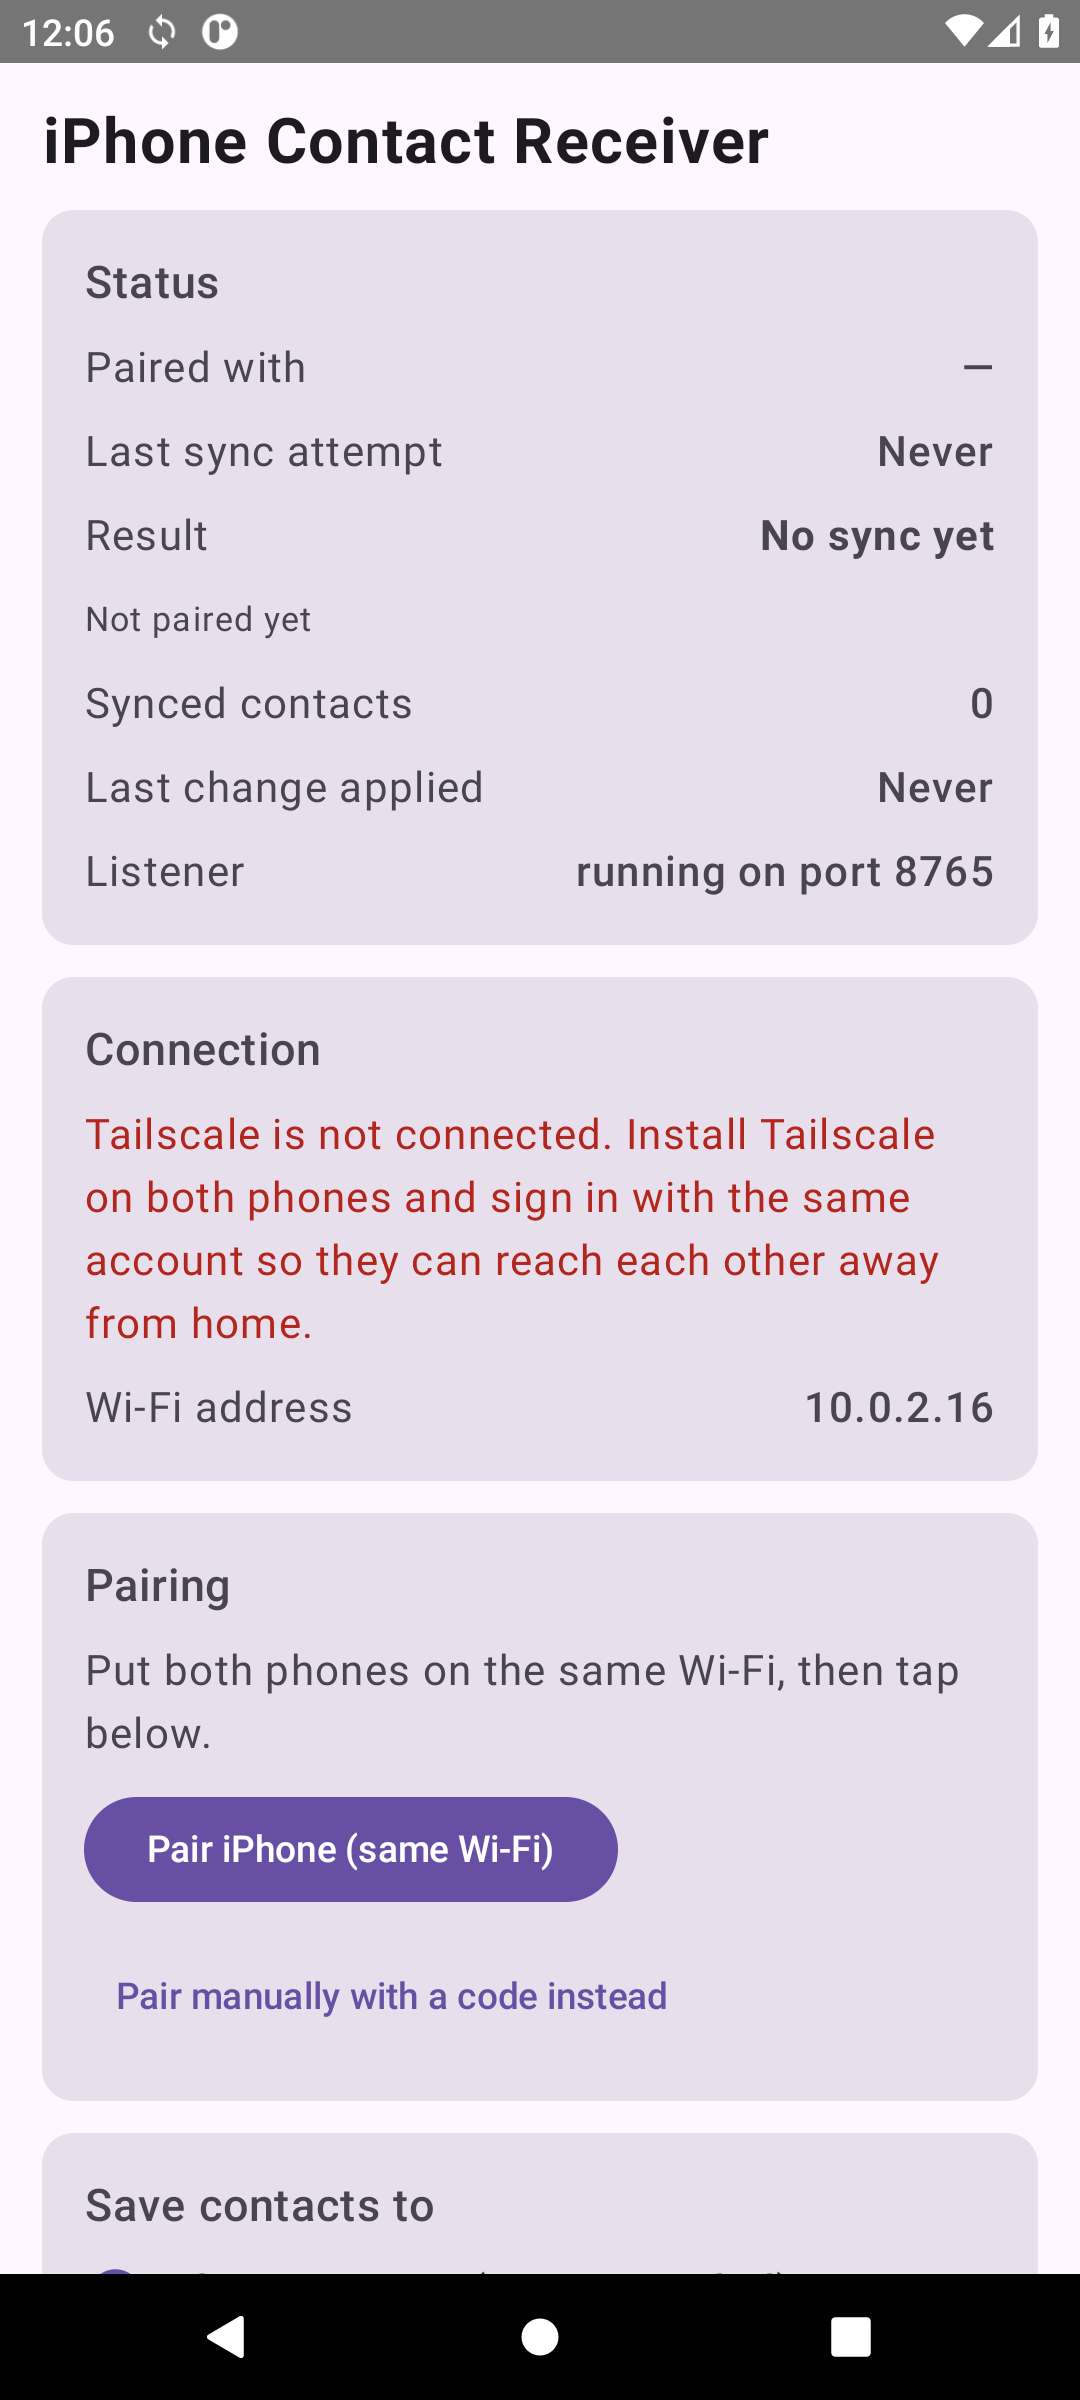 12:06
iPhone Contact Receiver
Status
Paired with –
Last sync attempt Never
Result No sync yet
Not paired yet
Synced contacts 0
Last change applied Never
Listener running on port 8765
Connection
Tailscale is not connected. Install Tailscale
on both phones and sign in with the same
account so they can reach each other away
from home.
Wi-Fi address 10.0.2.16
Pairing
Put both phones on the same Wi-Fi, then tap
below.
Pair iPhone (same Wi-Fi)
Pair manually with a code instead
Save contacts to